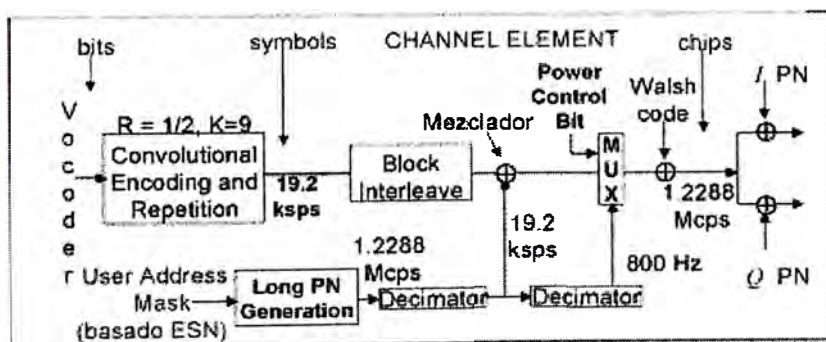 bits
symbols
CHANNEL ELEMENT
chips
Vocoder
R = 1/2, K=9
Convolutional
Encoding and
Repetition
19.2
ksps
Block
Interleave
Mezclador
Power
Control
Bit
MUX
Walsh
code
I PN
1.2288
Mcps
19.2
ksps
800 Hz
Q PN
User Address
Mask
(basado ESN)
Long PN
Generation
1.2288
Mcps
Decimator
Decimator